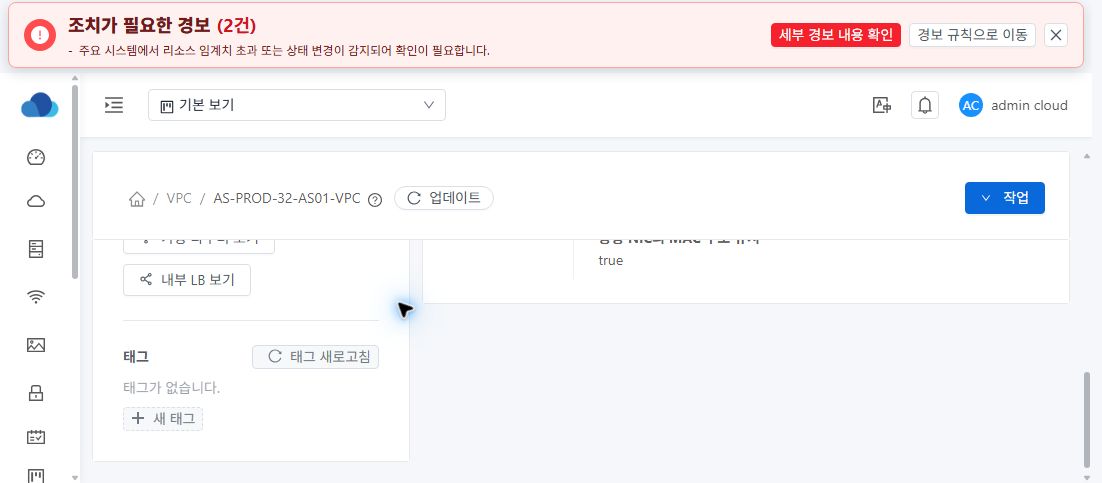 조치가 필요한 경보 (2건)
- 주요 시스템에서 리소스 임계치 초과 또는 상태 변경이 감지되어 확인이 필요합니다.
세부 경보 내용 확인
경보 규칙으로 이동
기본 보기
AC admin cloud
/ VPC / AS-PROD-32-AS01-VPC
업데이트
작업
내부 LB 보기
true
태그
태그 새로고침
태그가 없습니다.
새 태그